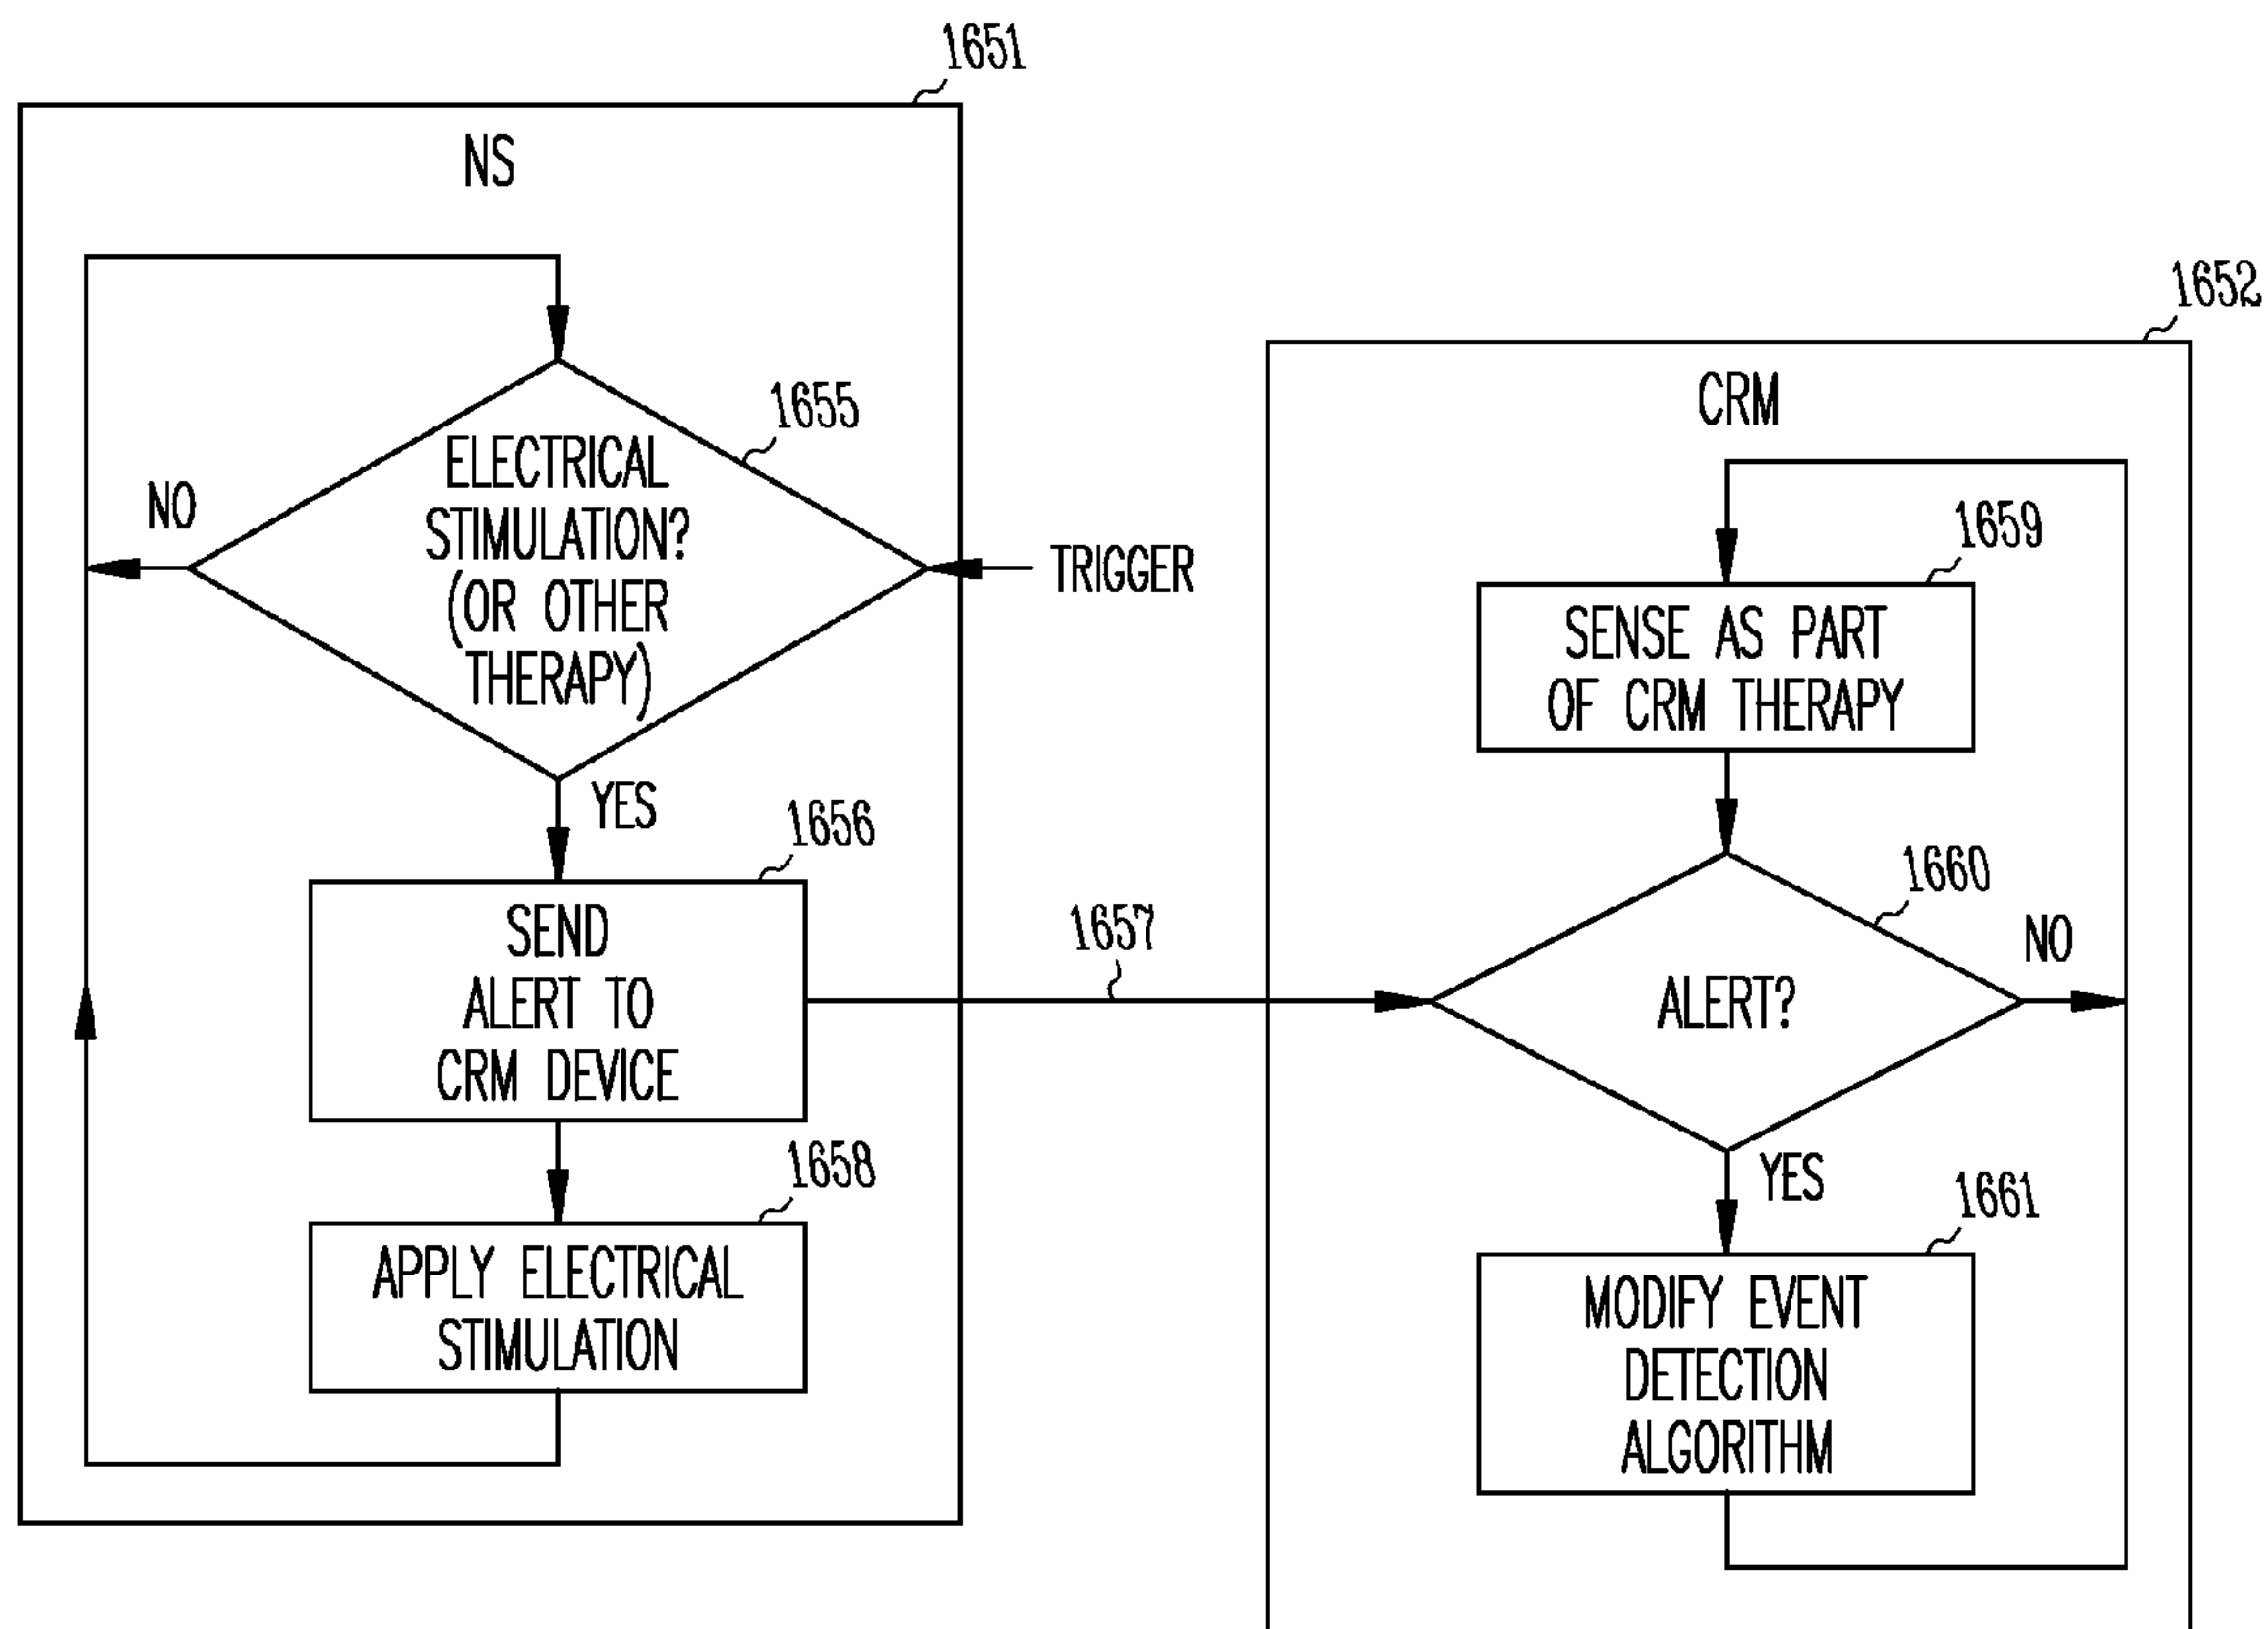 1651
NS
1655
ELECTRICAL
STIMULATION?
(OR OTHER
THERAPY)
NO
TRIGGER
YES
1656
SEND
ALERT TO
CRM DEVICE
1657
1658
APPLY ELECTRICAL
STIMULATION
1652
CRM
1659
SENSE AS PART
OF CRM THERAPY
1660
ALERT?
NO
YES
1661
MODIFY EVENT
DETECTION
ALGORITHM